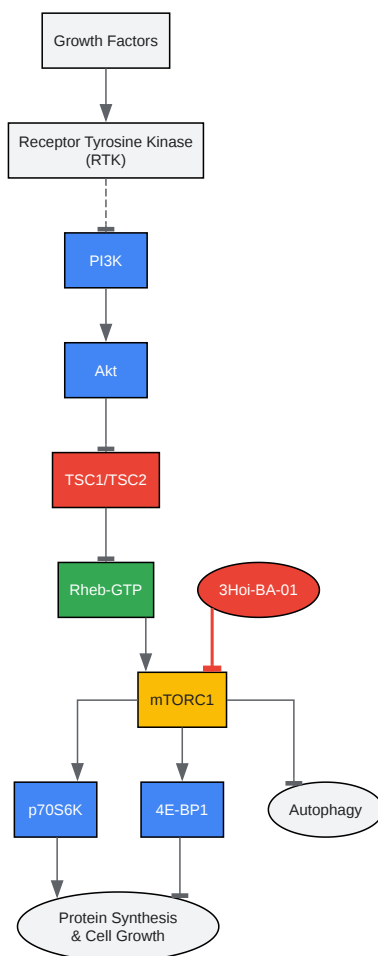 Growth Factors
Receptor Tyrosine Kinase
(RTK)
PI3K
Akt
TSC1/TSC2
Rheb-GTP
3Hoi-BA-01
mTORC1
p70S6K
4E-BP1
Autophagy
Protein Synthesis
& Cell Growth